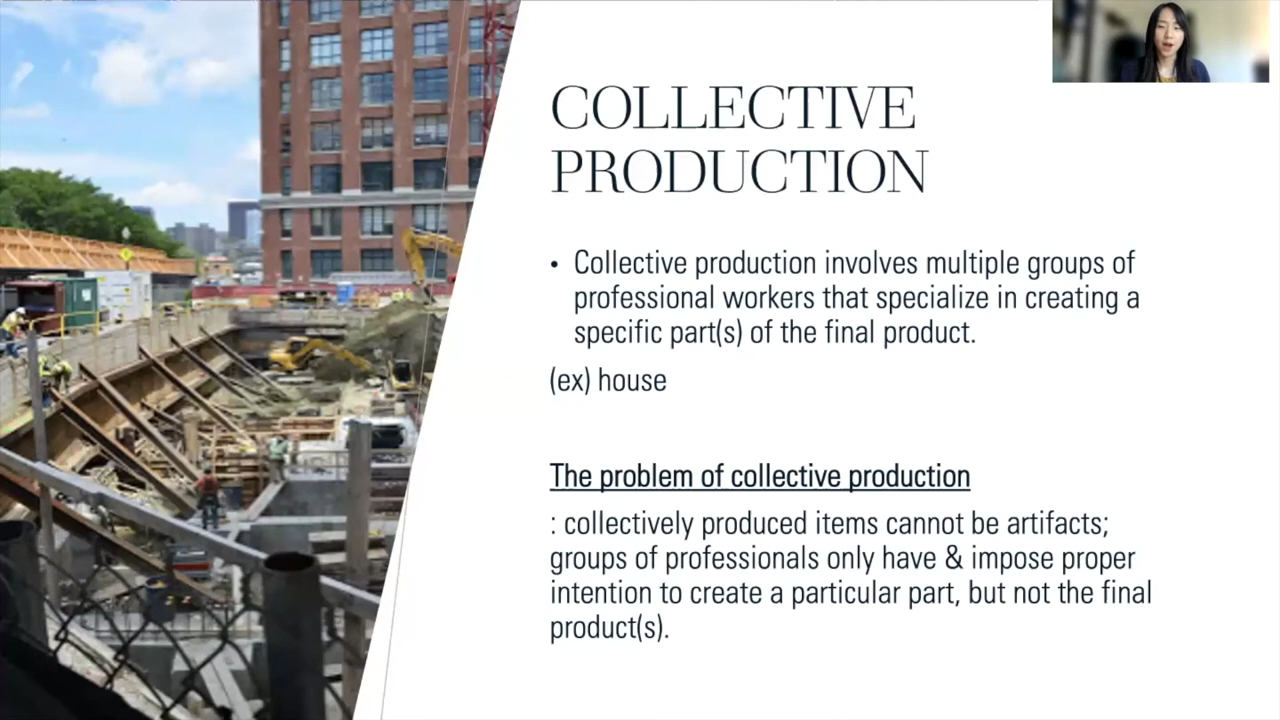 COLLECTIVE
PRODUCTION
• Collective production involves multiple groups of
professional workers that specialize in creating a
specific part(s) of the final product.
(ex) house
The problem of collective production
: collectively produced items cannot be artifacts;
groups of professionals only have & impose proper
intention to create a particular part, but not the final
product(s).